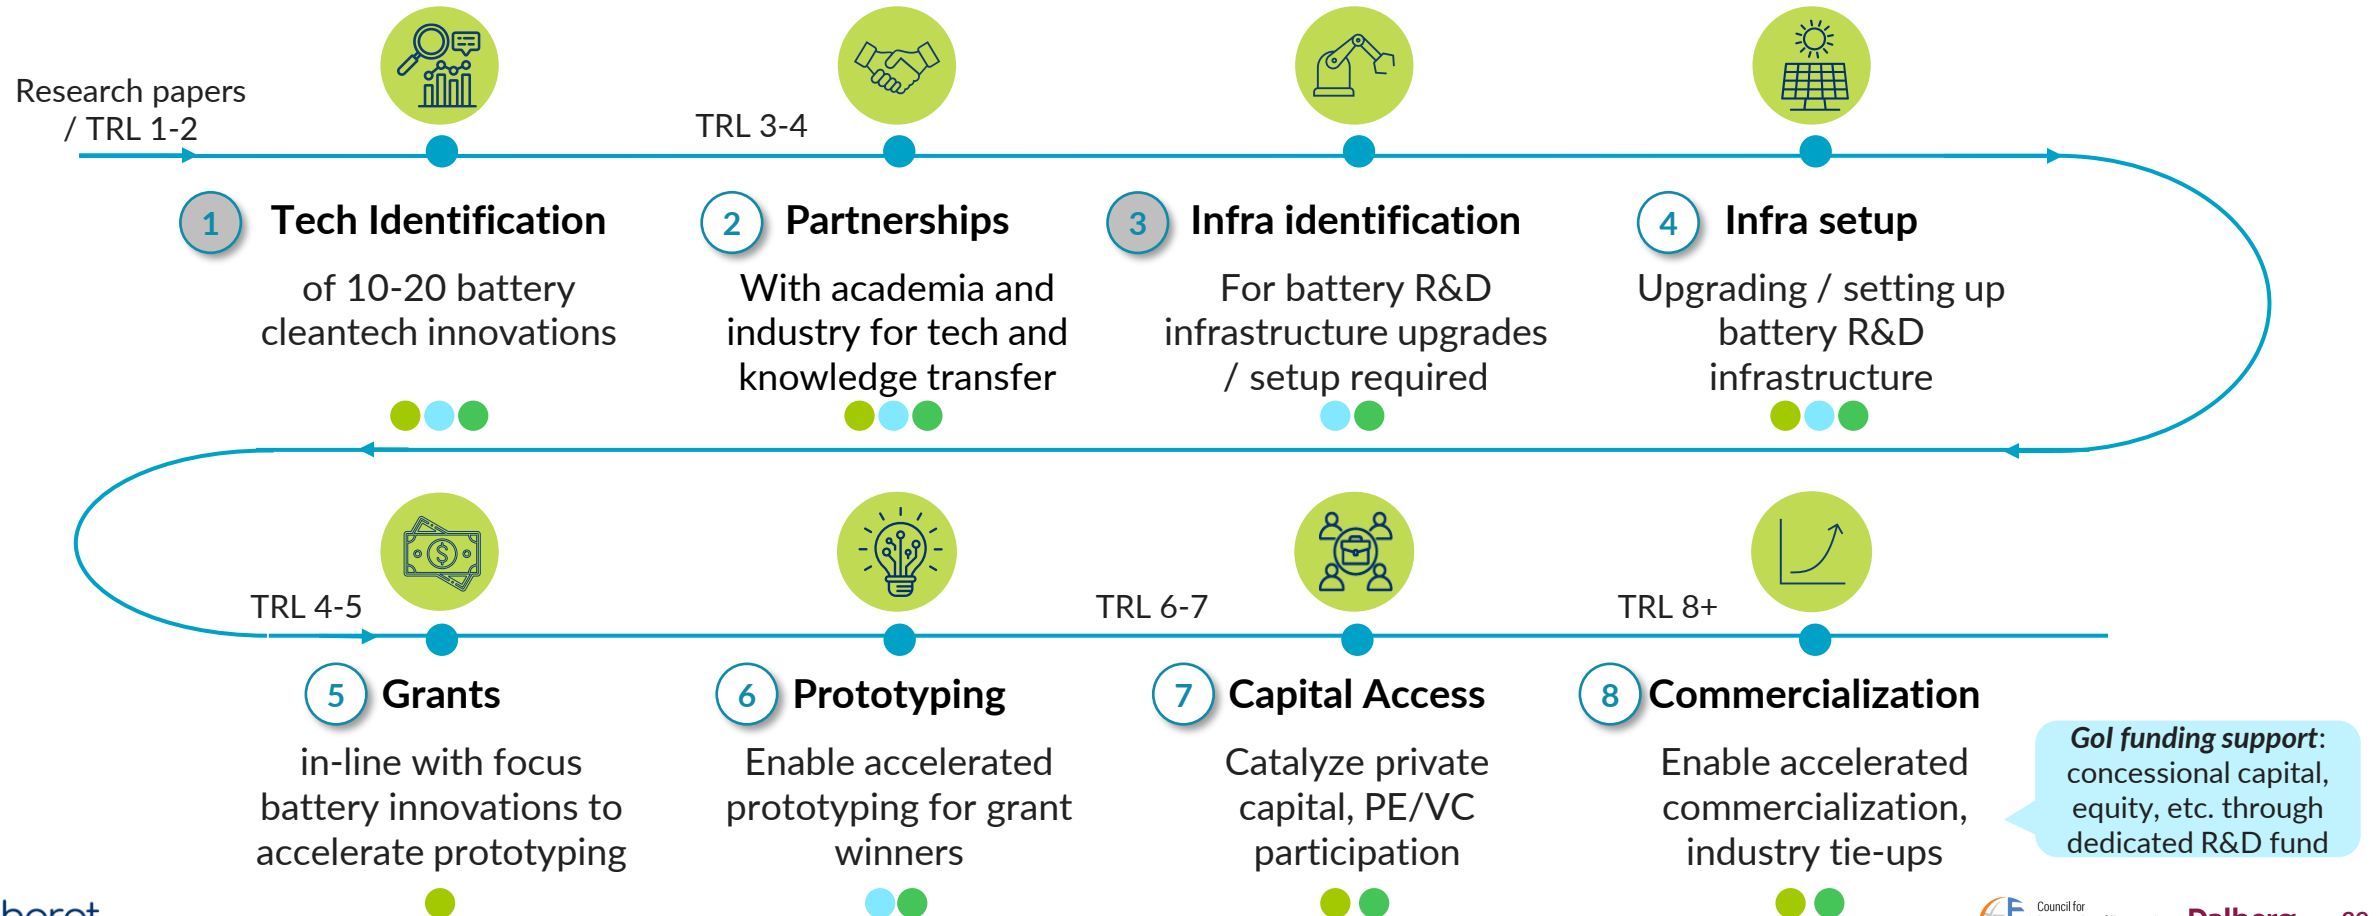 Research papers
/ TRL 1-2
TRL 3-4
1 Tech Identification
of 10-20 battery
cleantech innovations
2 Partnerships
With academia and
industry for tech and
knowledge transfer
3 Infra identification
For battery R&D
infrastructure upgrades
/ setup required
4 Infra setup
Upgrading / setting up
battery R&D
infrastructure
TRL 4-5
TRL 6-7
TRL 8+
5 Grants
in-line with focus
battery innovations to
accelerate prototyping
6 Prototyping
Enable accelerated
prototyping for grant
winners
7 Capital Access
Catalyze private
capital, PE/VC
participation
8 Commercialization
Enable accelerated
commercialization,
industry tie-ups
GoI funding support:
concessional capital,
equity, etc. through
dedicated R&D fund
Council for
Dalberg